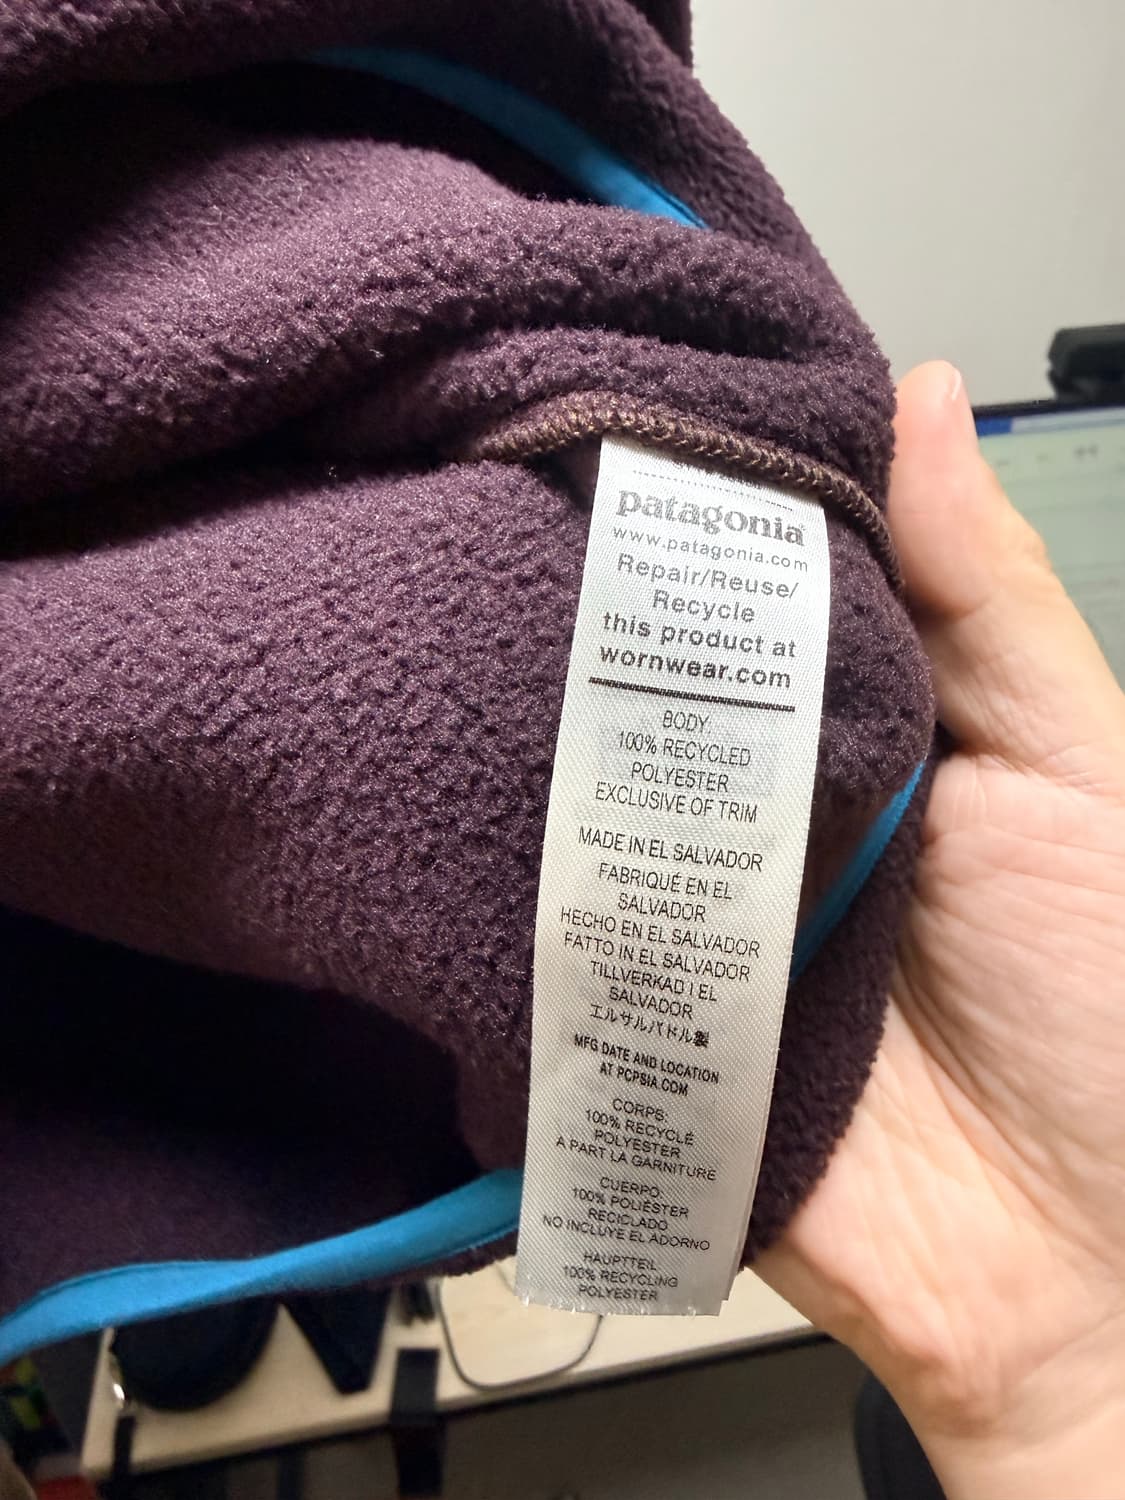 patagonia®
www.patagonia.com
Repair/Reuse/
Recycle
this product at
wornwear.com
BODY:
100% RECYCLED
POLYESTER
EXCLUSIVE OF TRIM
MADE IN EL SALVADOR
FABRIQUÉ EN EL
SALVADOR
HECHO EN EL SALVADOR
FATTO IN EL SALVADOR
TILLVERKAD I EL
SALVADOR
エルサルバドル製
MFG DATE AND LOCATION
AT PCPSIA.COM
CORPS:
100% RECYCLÉ
POLYESTER
A PART LA GARNITURE
CUERPO:
100% POLIÉSTER
RECICLADO
NO INCLUYE EL ADORNO
HAUPTTEIL:
100% RECYCLING
POLYESTER